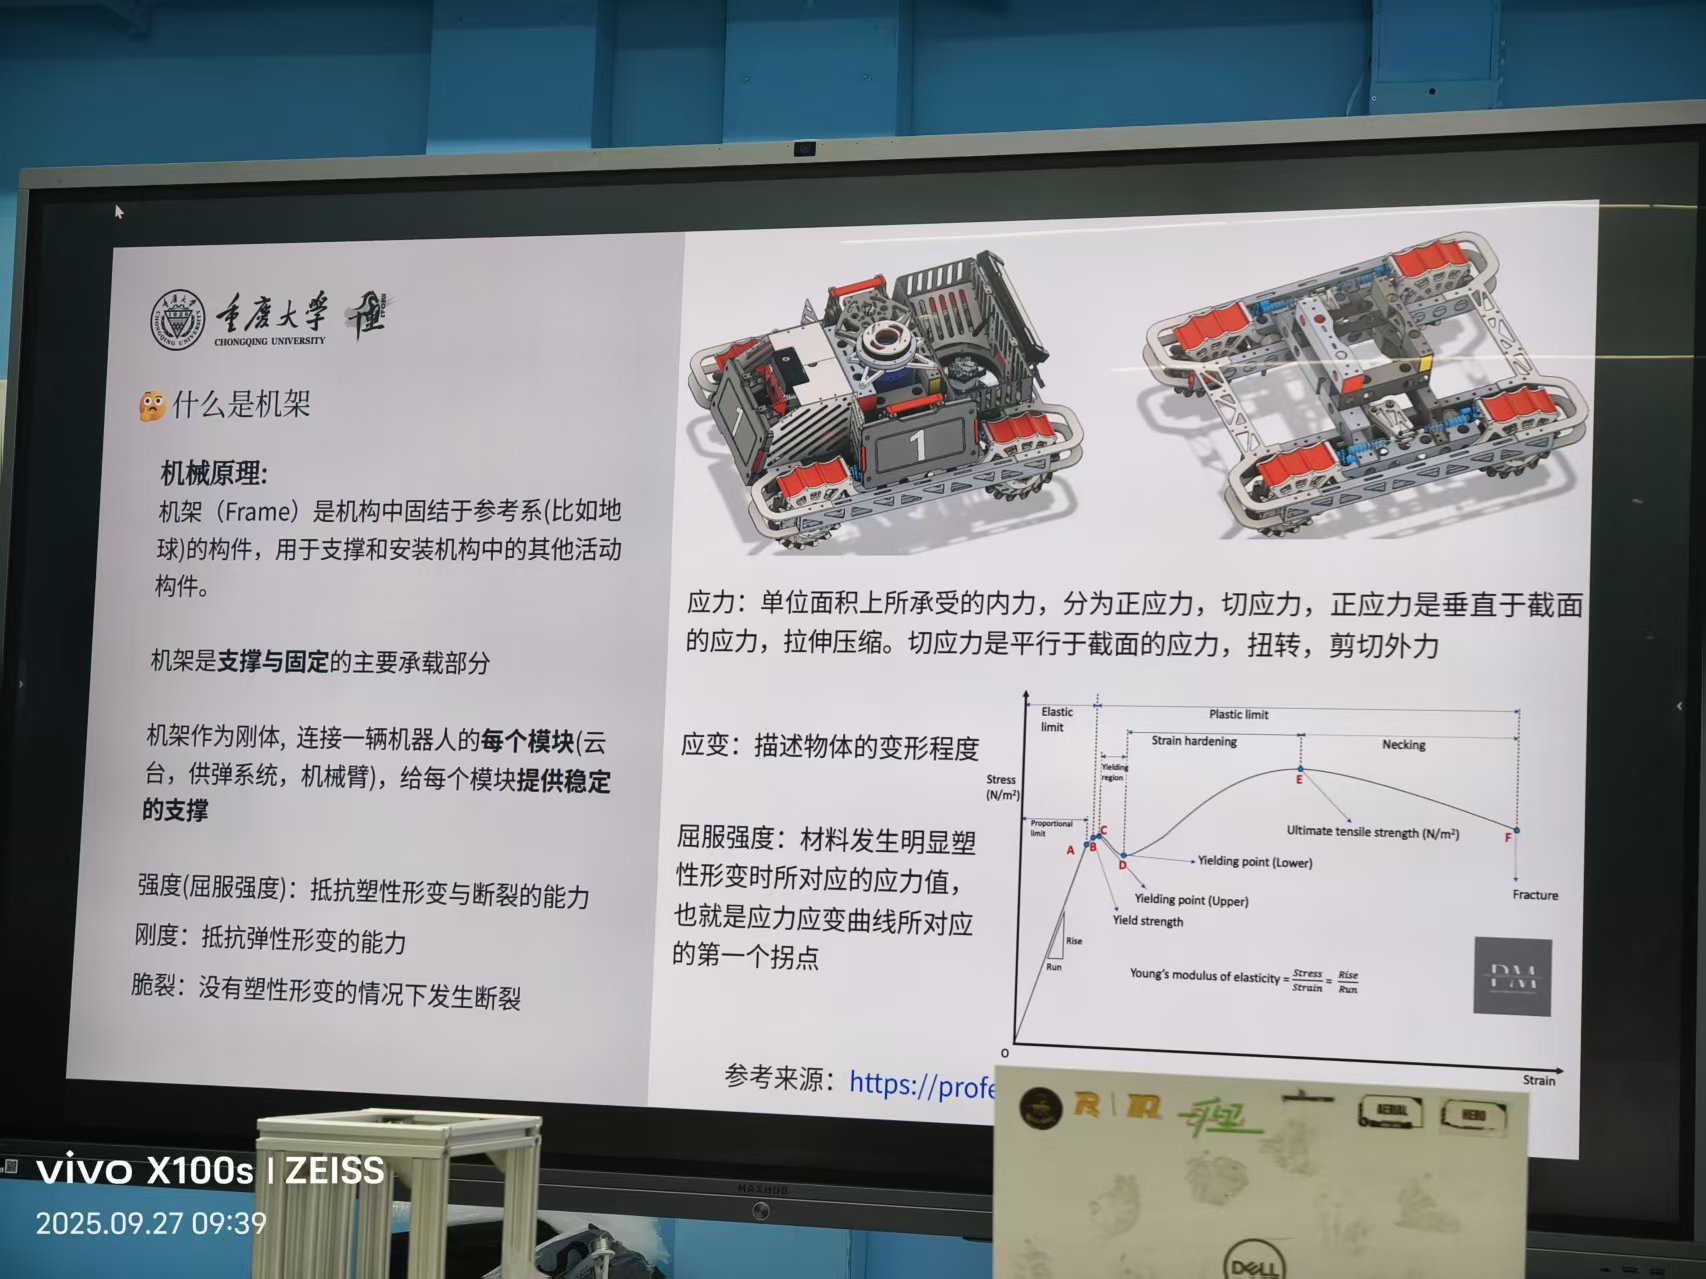 重庆大学
CHONGQING UNIVERSITY
什么是机架
机械原理:
机架（Frame）是机构中固结于参考系(比如地
球)的构件，用于支撑和安装机构中的其他活动
构件。
机架是支撑与固定的主要承载部分
机架作为刚体, 连接一辆机器人的每个模块(云
台，供弹系统，机械臂)，给每个模块提供稳定
的支撑
强度(屈服强度)：抵抗塑性形变与断裂的能力
刚度：抵抗弹性形变的能力
脆裂：没有塑性形变的情况下发生断裂
1
1
应力：单位面积上所承受的内力，分为正应力，切应力，正应力是垂直于截面
的应力，拉伸压缩。切应力是平行于截面的应力，扭转，剪切外力
应变：描述物体的变形程度
屈服强度：材料发生明显塑
性形变时所对应的应力值，
也就是应力应变曲线所对应
的第一个拐点
Elastic
limit
Plastic limit
Strain hardening
Necking
Yielding
region
Stress
(N/m²)
Proportional
limit
A
B
C
D
E
F
Ultimate tensile strength (N/m²)
Yielding point (Lower)
Yielding point (Upper)
Yield strength
Fracture
Rise
Run
Young's modulus of elasticity = Stress/Strain = Rise/Run
DM
O
Strain
参考来源：https://profe
MAXHUB
AERIAL
HERO
DELL
vivo X100s | ZEISS
2025.09.27 09:39